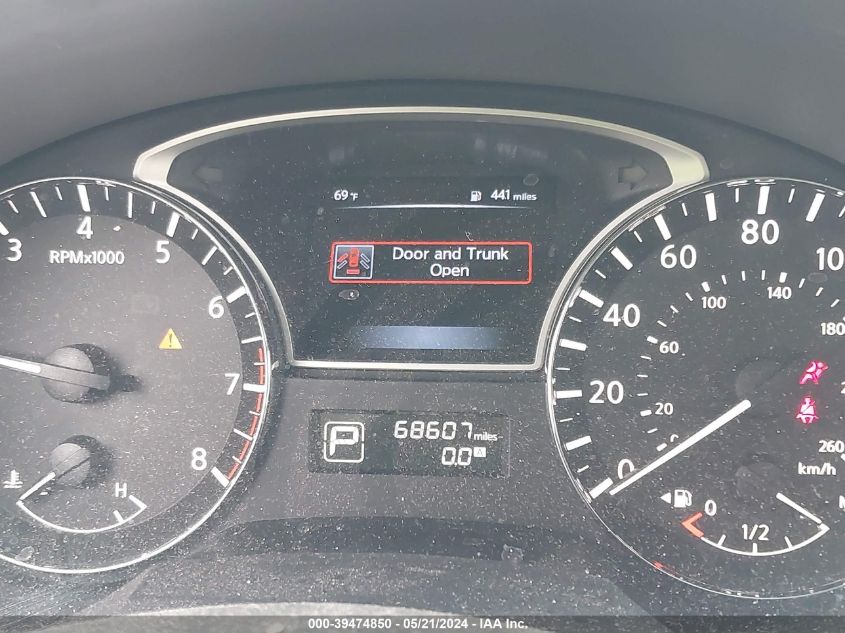 69°F 441 miles
Door and Trunk
Open
3 4 5 6 7 8
RPMx1000
H
P 68607 miles
0.0 A
0 20 40 60 80
20 60 100 140 180
260
km/h
0 1/2
000-39474850 / 05/21/2024 - IAA Inc.